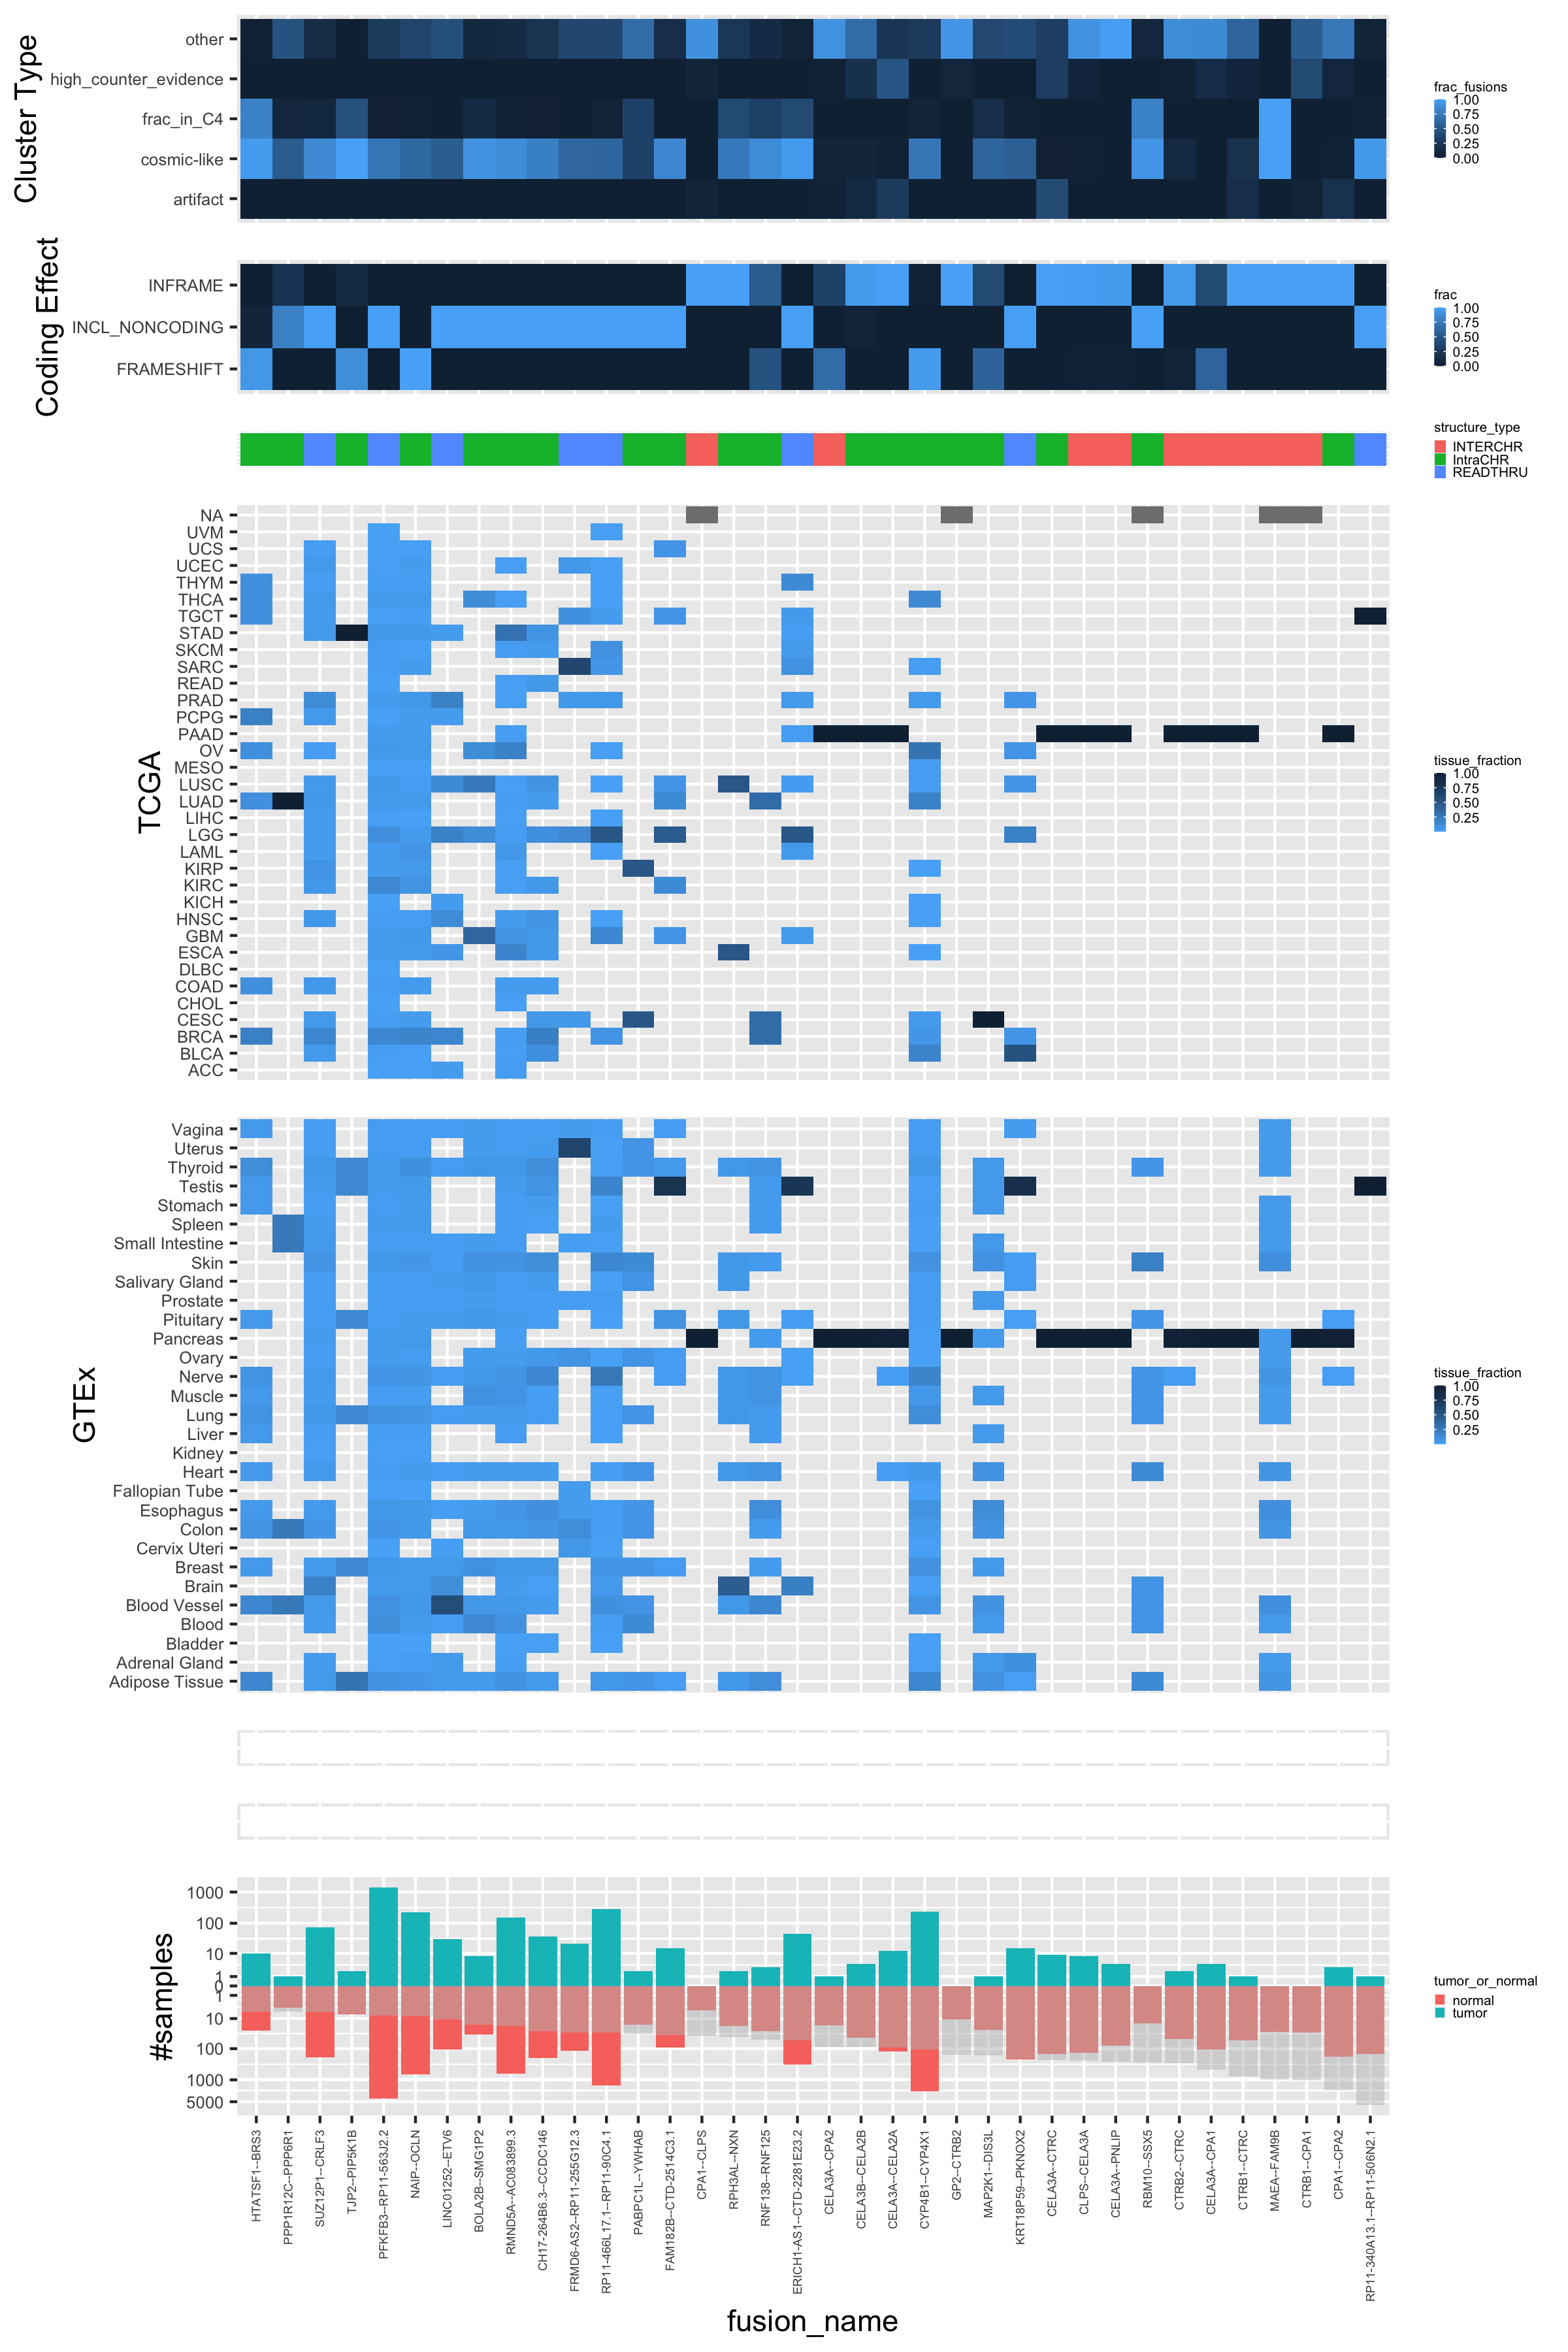 Cluster Type
other
high_counter_evidence
frac_in_C4
cosmic-like
artifact
frac_fusions
1.00
0.75
0.50
0.25
0.00
Coding Effect
INFRAME
INCL_NONCODING
FRAMESHIFT
frac
1.00
0.75
0.50
0.25
0.00
structure_type
INTERCHR
IntraCHR
READTHRU
TCGA
NA
UVM
UCS
UCEC
THYM
THCA
TGCT
STAD
SKCM
SARC
READ
PRAD
PCPG
PAAD
OV
MESO
LUSC
LUAD
LIHC
LGG
LAML
KIRP
KIRC
KICH
HNSC
GBM
ESCA
DLBC
COAD
CHOL
CESC
BRCA
BLCA
ACC
tissue_fraction
1.00
0.75
0.50
0.25
GTEx
Vagina
Uterus
Thyroid
Testis
Stomach
Spleen
Small Intestine
Skin
Salivary Gland
Prostate
Pituitary
Pancreas
Ovary
Nerve
Muscle
Lung
Liver
Kidney
Heart
Fallopian Tube
Esophagus
Colon
Cervix Uteri
Breast
Brain
Blood Vessel
Blood
Bladder
Adrenal Gland
Adipose Tissue
tissue_fraction
1.00
0.75
0.50
0.25
#samples
1000
100
10
1
0
1
10
100
1000
5000
tumor_or_normal
normal
tumor
HTATSF1--BRS3
PPP1R12C--PPP6R1
SUZ12P1--CRLF3
TJP2--PIP5K1B
PFKFB3--RP11-563J2.2
NAIP--OCLN
LINC01252--ETV6
BOLA2B--SMG1P2
RMND5A--AC083899.3
CH17-264B6.3--CCDC146
FRMD6-AS2--RP11-255G12.3
RP11-466L17.1--RP11-90C4.1
PABPC1L--YWHAB
FAM182B--CTD-2514C3.1
CPA1--CLPS
RPH3AL--NXN
RNF138--RNF125
ERICH1-AS1--CTD-2281E23.2
CELA3A--CPA2
CELA3B--CELA2B
CELA3A--CELA2A
CYP4B1--CYP4X1
GP2--CTRB2
MAP2K1--DIS3L
KRT18P59--PKNOX2
CELA3A--CTRC
CLPS--CELA3A
CELA3A--PNLIP
RBM10--SSX5
CTRB2--CTRC
CELA3A--CPA1
CTRB1--CTRC
MAEA--FAM9B
CTRB1--CPA1
CPA1--CPA2
RP11-340A13.1--RP11-506N2.1
fusion_name